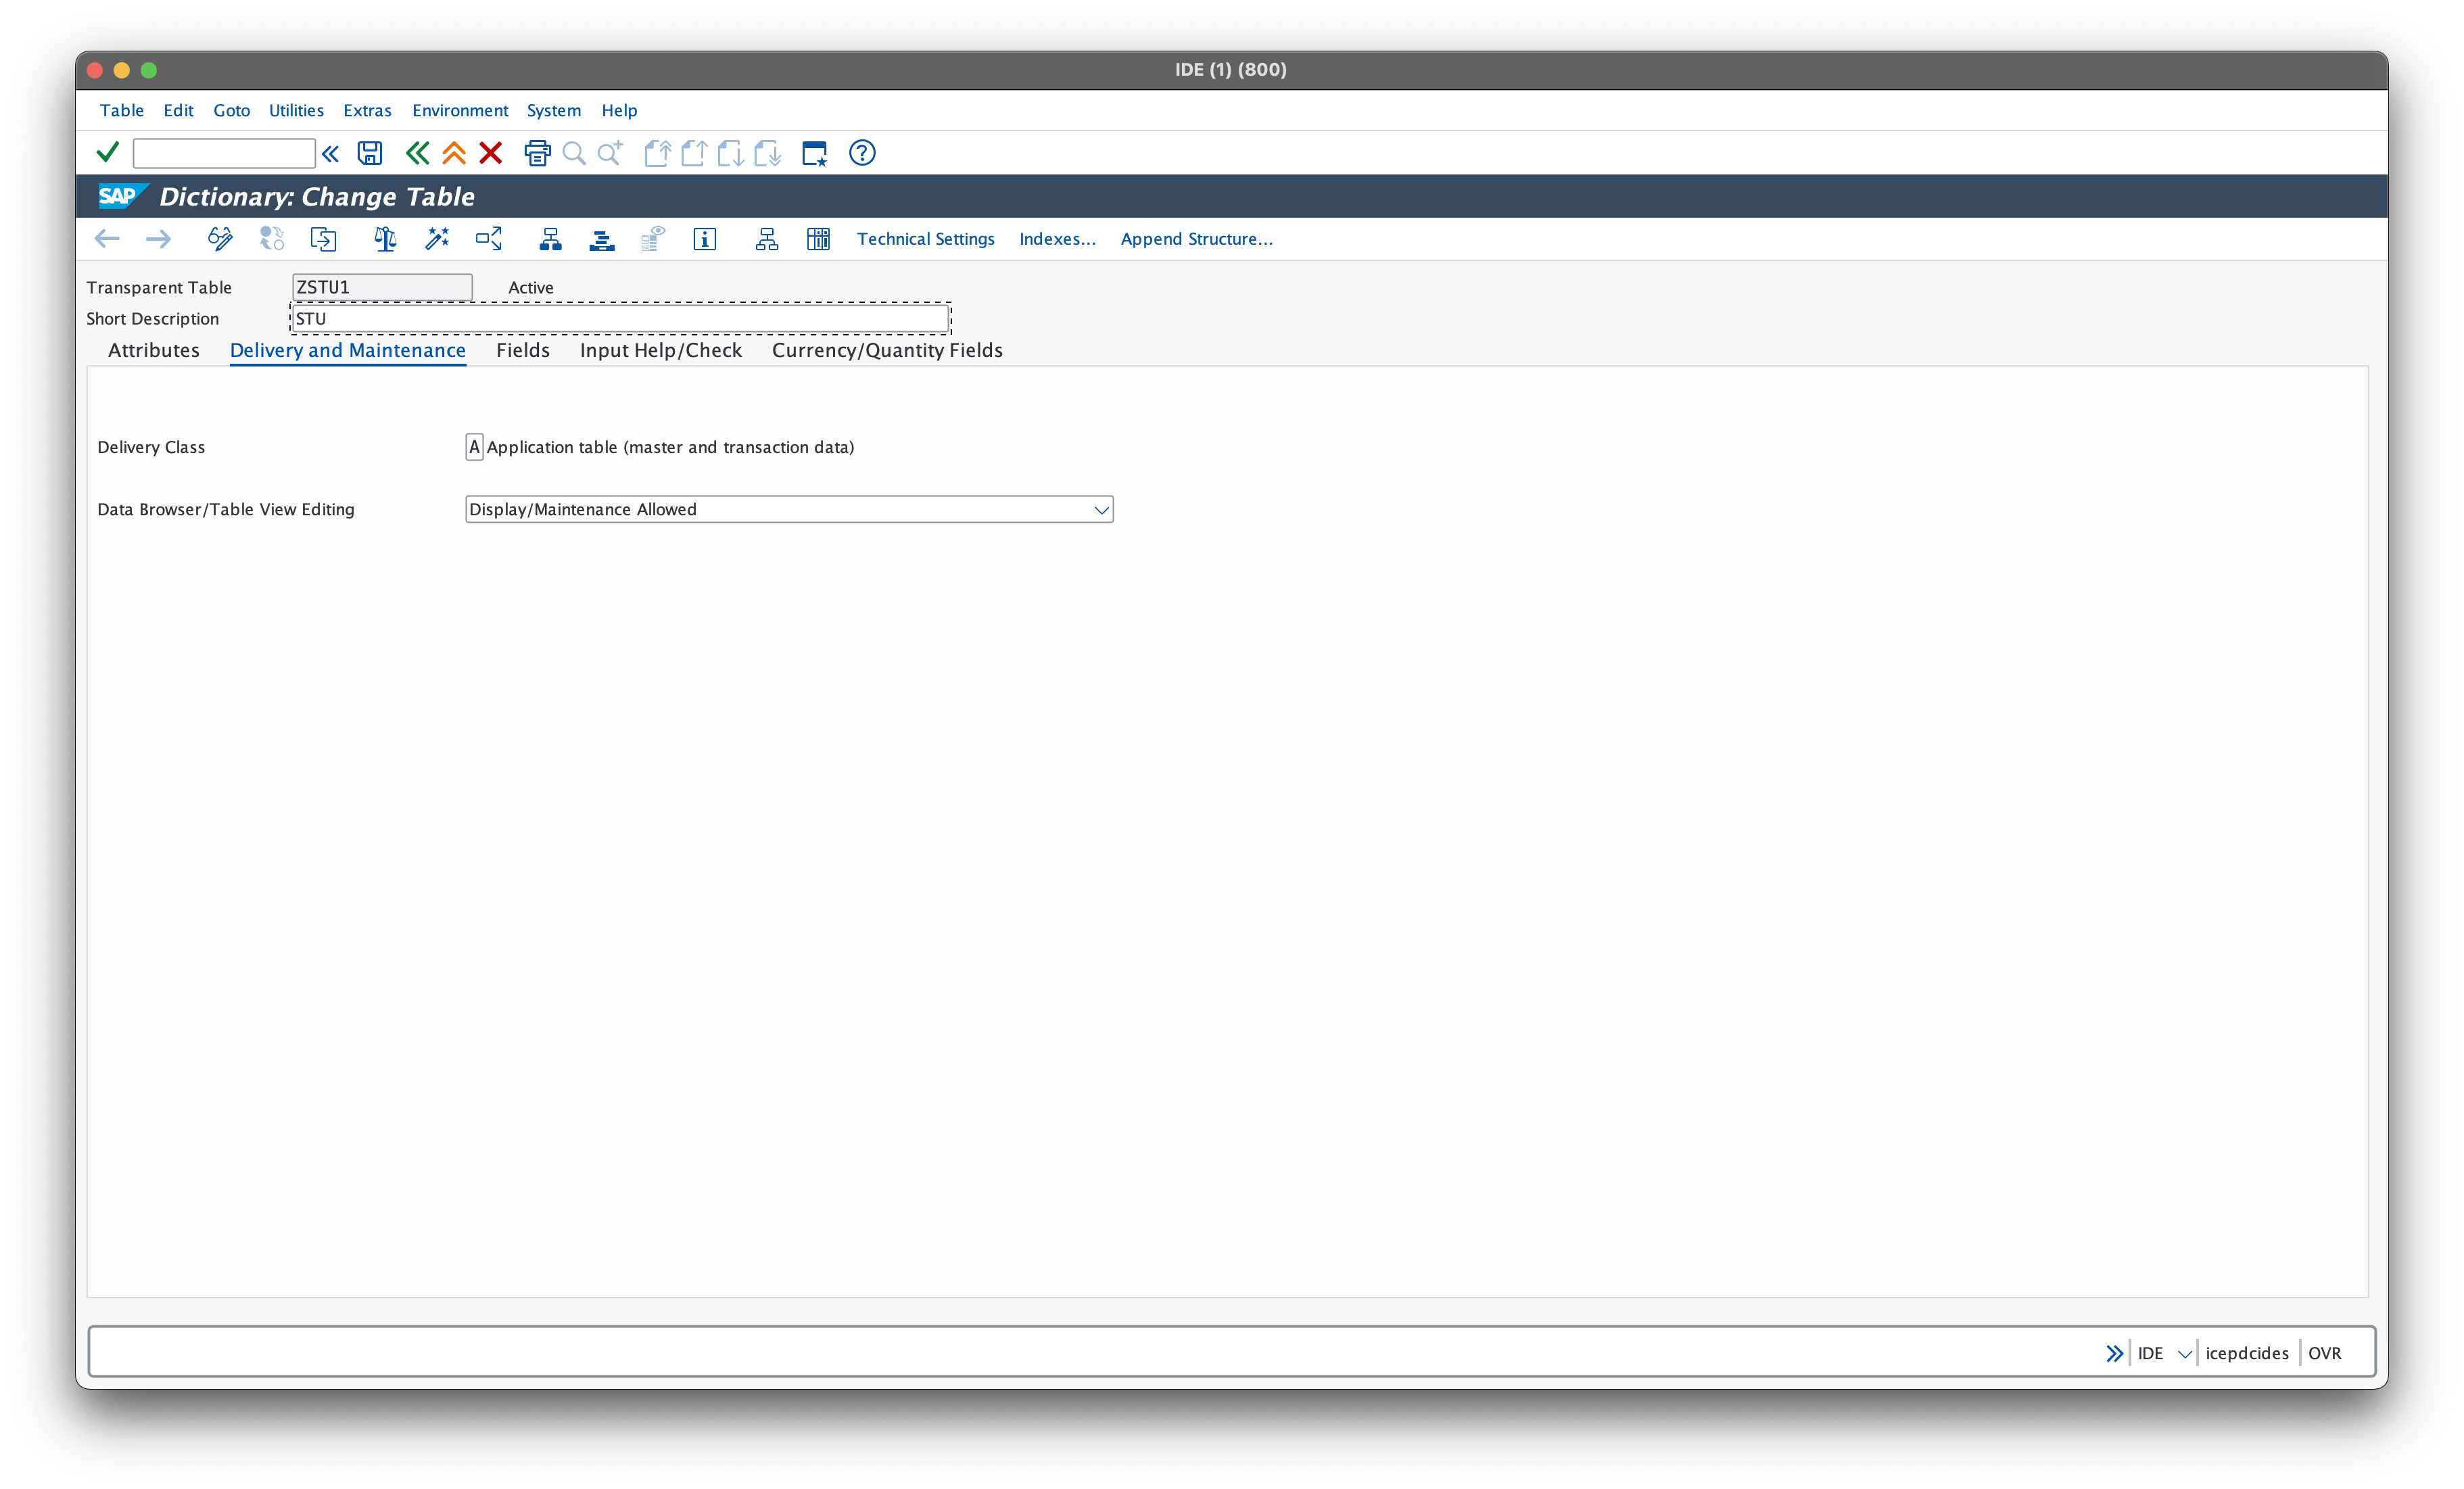 IDE (1) (800)
Table Edit Goto Utilities Extras Environment System Help
SAP Dictionary: Change Table
Technical Settings Indexes... Append Structure...
Transparent Table ZSTU1 Active
Short Description STU
Attributes Delivery and Maintenance Fields Input Help/Check Currency/Quantity Fields
Delivery Class A Application table (master and transaction data)
Data Browser/Table View Editing Display/Maintenance Allowed
IDE icepdcides OVR